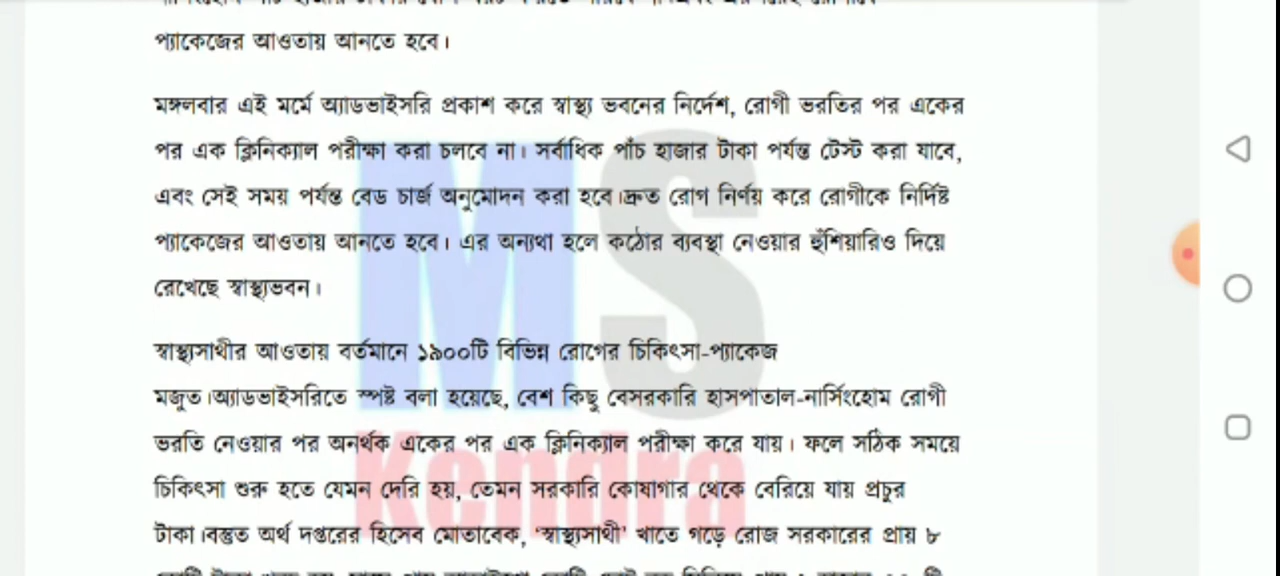 প্যাকেজের আওতায় আনতে হবে।
মঙ্গলবার এই মর্মে অ্যাডভাইসরি প্রকাশ করে স্বাস্থ্য ভবনের নির্দেশ, রোগী ভরতির পর একের
পর এক ক্লিনিক্যাল পরীক্ষা করা চলবে না। সর্বাধিক পাঁচ হাজার টাকা পর্যন্ত টেস্ট করা যাবে,
এবং সেই সময় পর্যন্ত বেড চার্জ অনুমোদন করা হবে।দ্রুত রোগ নির্ণয় করে রোগীকে নির্দিষ্ট
প্যাকেজের আওতায় আনতে হবে। এর অন্যথা হলে কঠোর ব্যবস্থা নেওয়ার হুঁশিয়ারিও দিয়ে
রেখেছে স্বাস্থ্যভবন।
স্বাস্থ্যসাথীর আওতায় বর্তমানে ১৯০০টি বিভিন্ন রোগের চিকিৎসা-প্যাকেজ
মজুত।অ্যাডভাইসরিতে স্পষ্ট বলা হয়েছে, বেশ কিছু বেসরকারি হাসপাতাল-নার্সিংহোম রোগী
ভরতি নেওয়ার পর অনর্থক একের পর এক ক্লিনিক্যাল পরীক্ষা করে যায়। ফলে সঠিক সময়ে
চিকিৎসা শুরু হতে যেমন দেরি হয়, তেমন সরকারি কোষাগার থেকে বেরিয়ে যায় প্রচুর
টাকা।বস্তুত অর্থ দপ্তরের হিসেব মোতাবেক, ‘স্বাস্থ্যসাথী’ খাতে গড়ে রোজ সরকারের প্রায় ৮
MS
Kendra